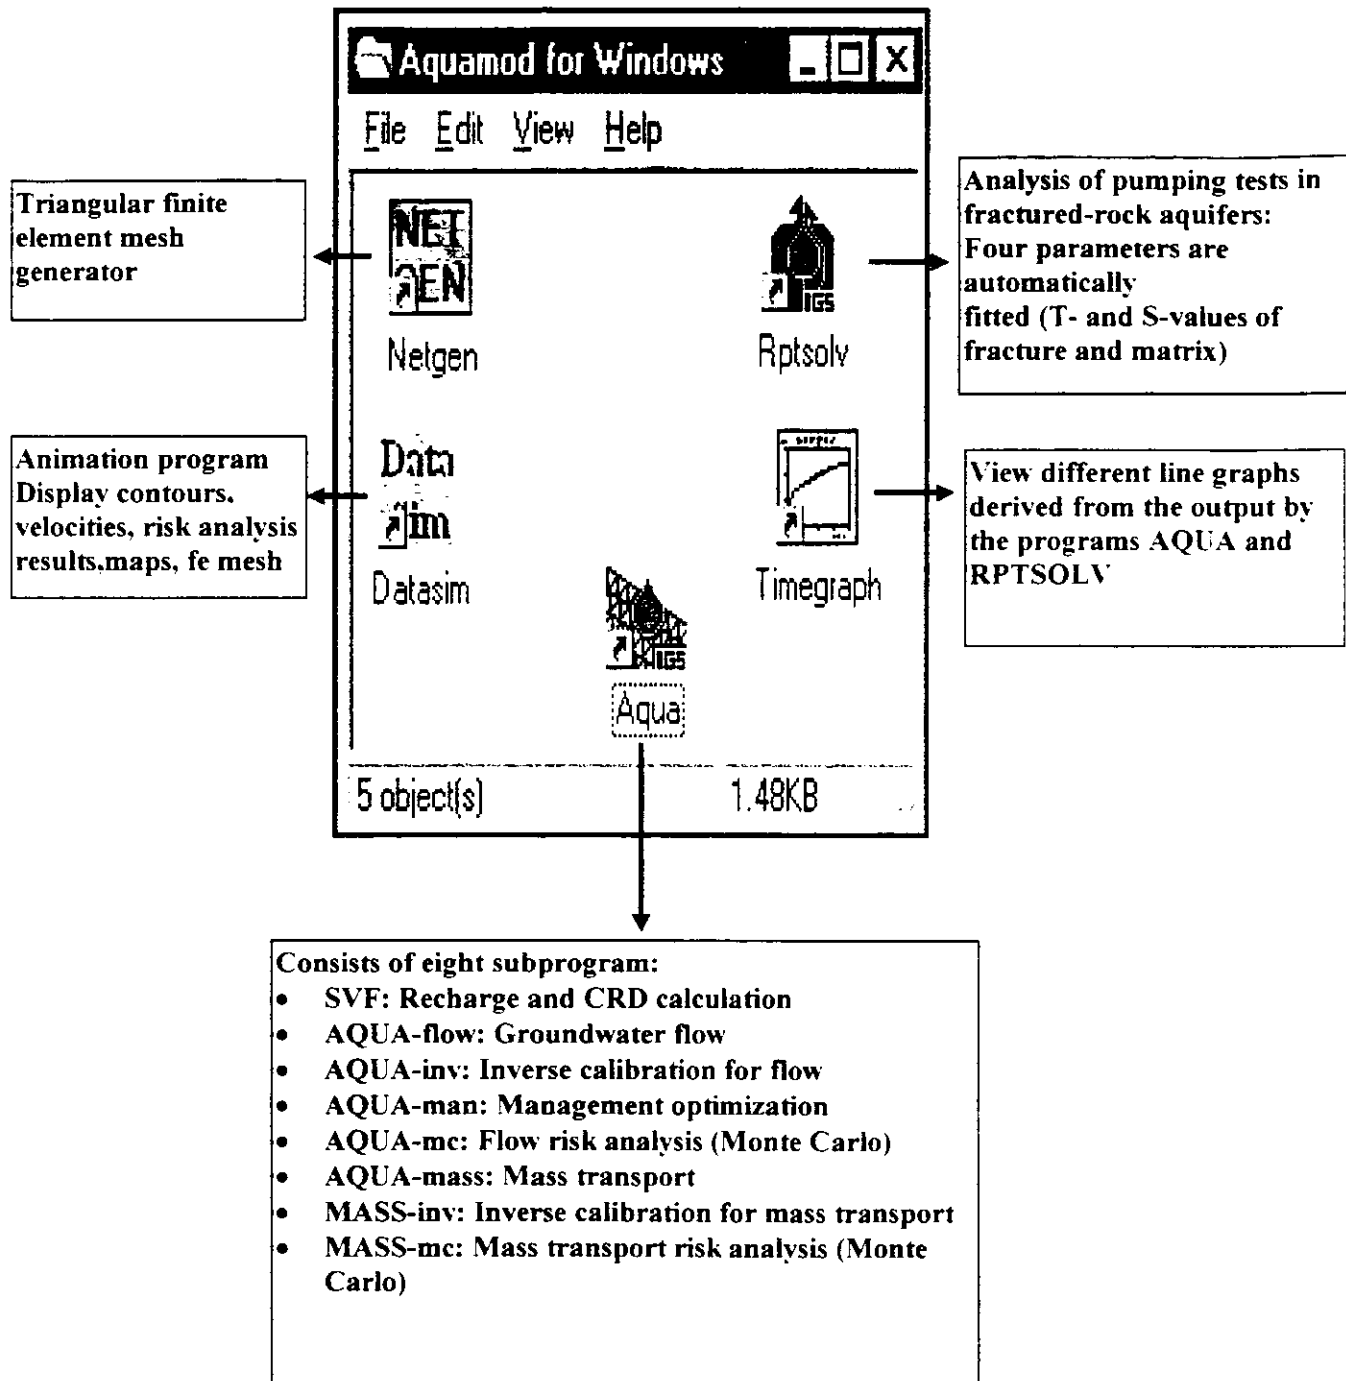 Aquamod for Windows
File Edit View Help
Triangular finite
element mesh
generator
NET
GEN
Netgen
IGS
Rptsolv
Analysis of pumping tests in
fractured-rock aquifers:
Four parameters are
automatically
fitted (T- and S-values of
fracture and matrix)
Animation program
Display contours,
velocities, risk analysis
results,maps, fe mesh
Data
im
Datasim
Timegraph
View different line graphs
derived from the output by
the programs AQUA and
RPTSOLV
IGS
Aqua
5 object(s) 1.48KB
Consists of eight subprogram:
• SVF: Recharge and CRD calculation
• AQUA-flow: Groundwater flow
• AQUA-inv: Inverse calibration for flow
• AQUA-man: Management optimization
• AQUA-mc: Flow risk analysis (Monte Carlo)
• AQUA-mass: Mass transport
• MASS-inv: Inverse calibration for mass transport
• MASS-mc: Mass transport risk analysis (Monte
Carlo)